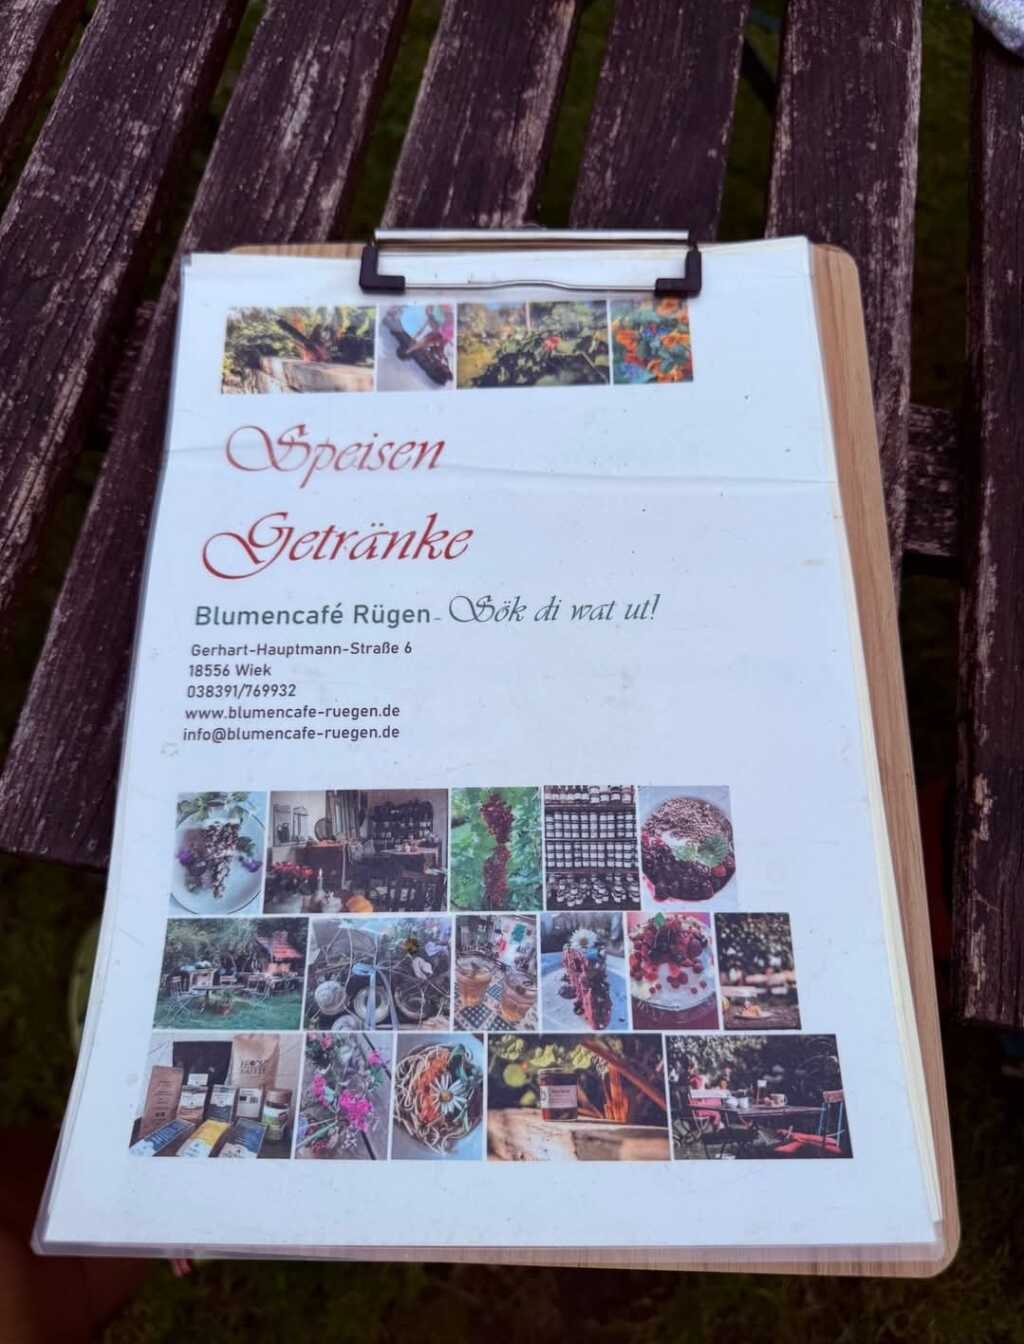 Speisen
Getränke
Blumencafé Rügen - Sök di wat ut!
Gerhart-Hauptmann-Straße 6
18556 Wiek
038391/769932
www.blumencafe-ruegen.de
info@blumencafe-ruegen.de